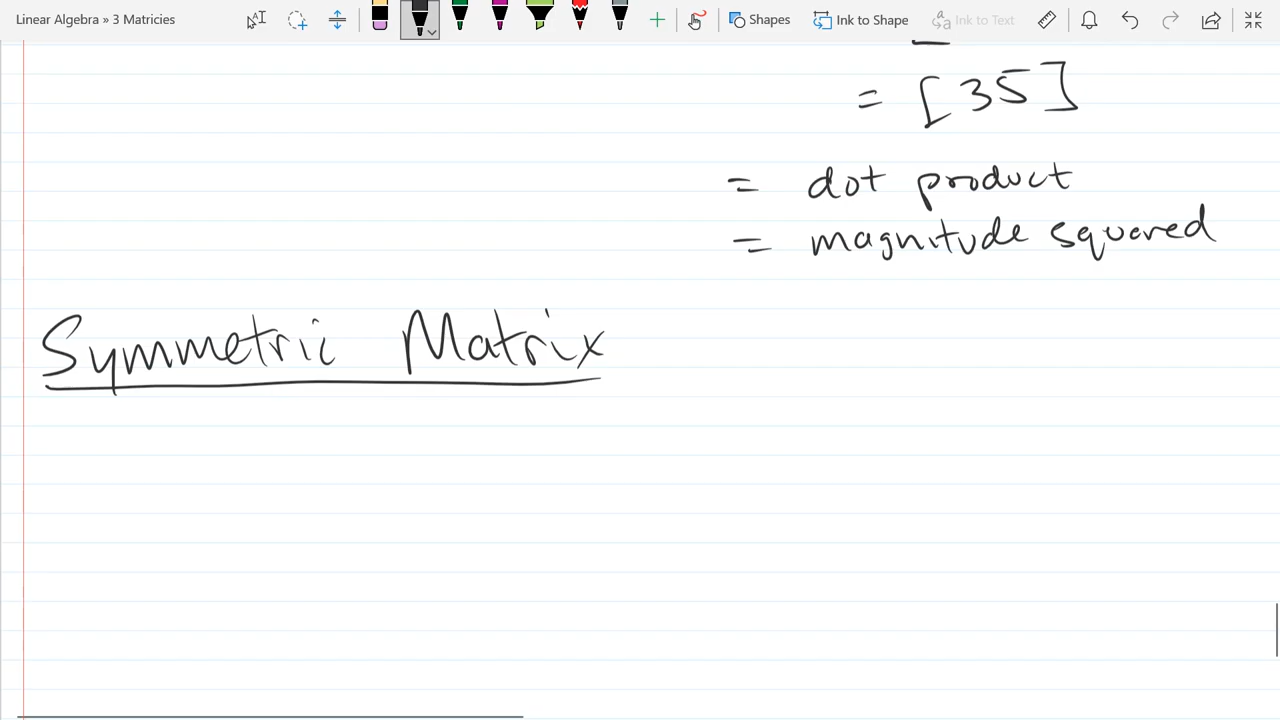 Linear Algebra » 3 Matricies
Shapes
Ink to Shape
Ink to Text
= [35]
= dot product
= magnitude squared
Symmetric Matrix